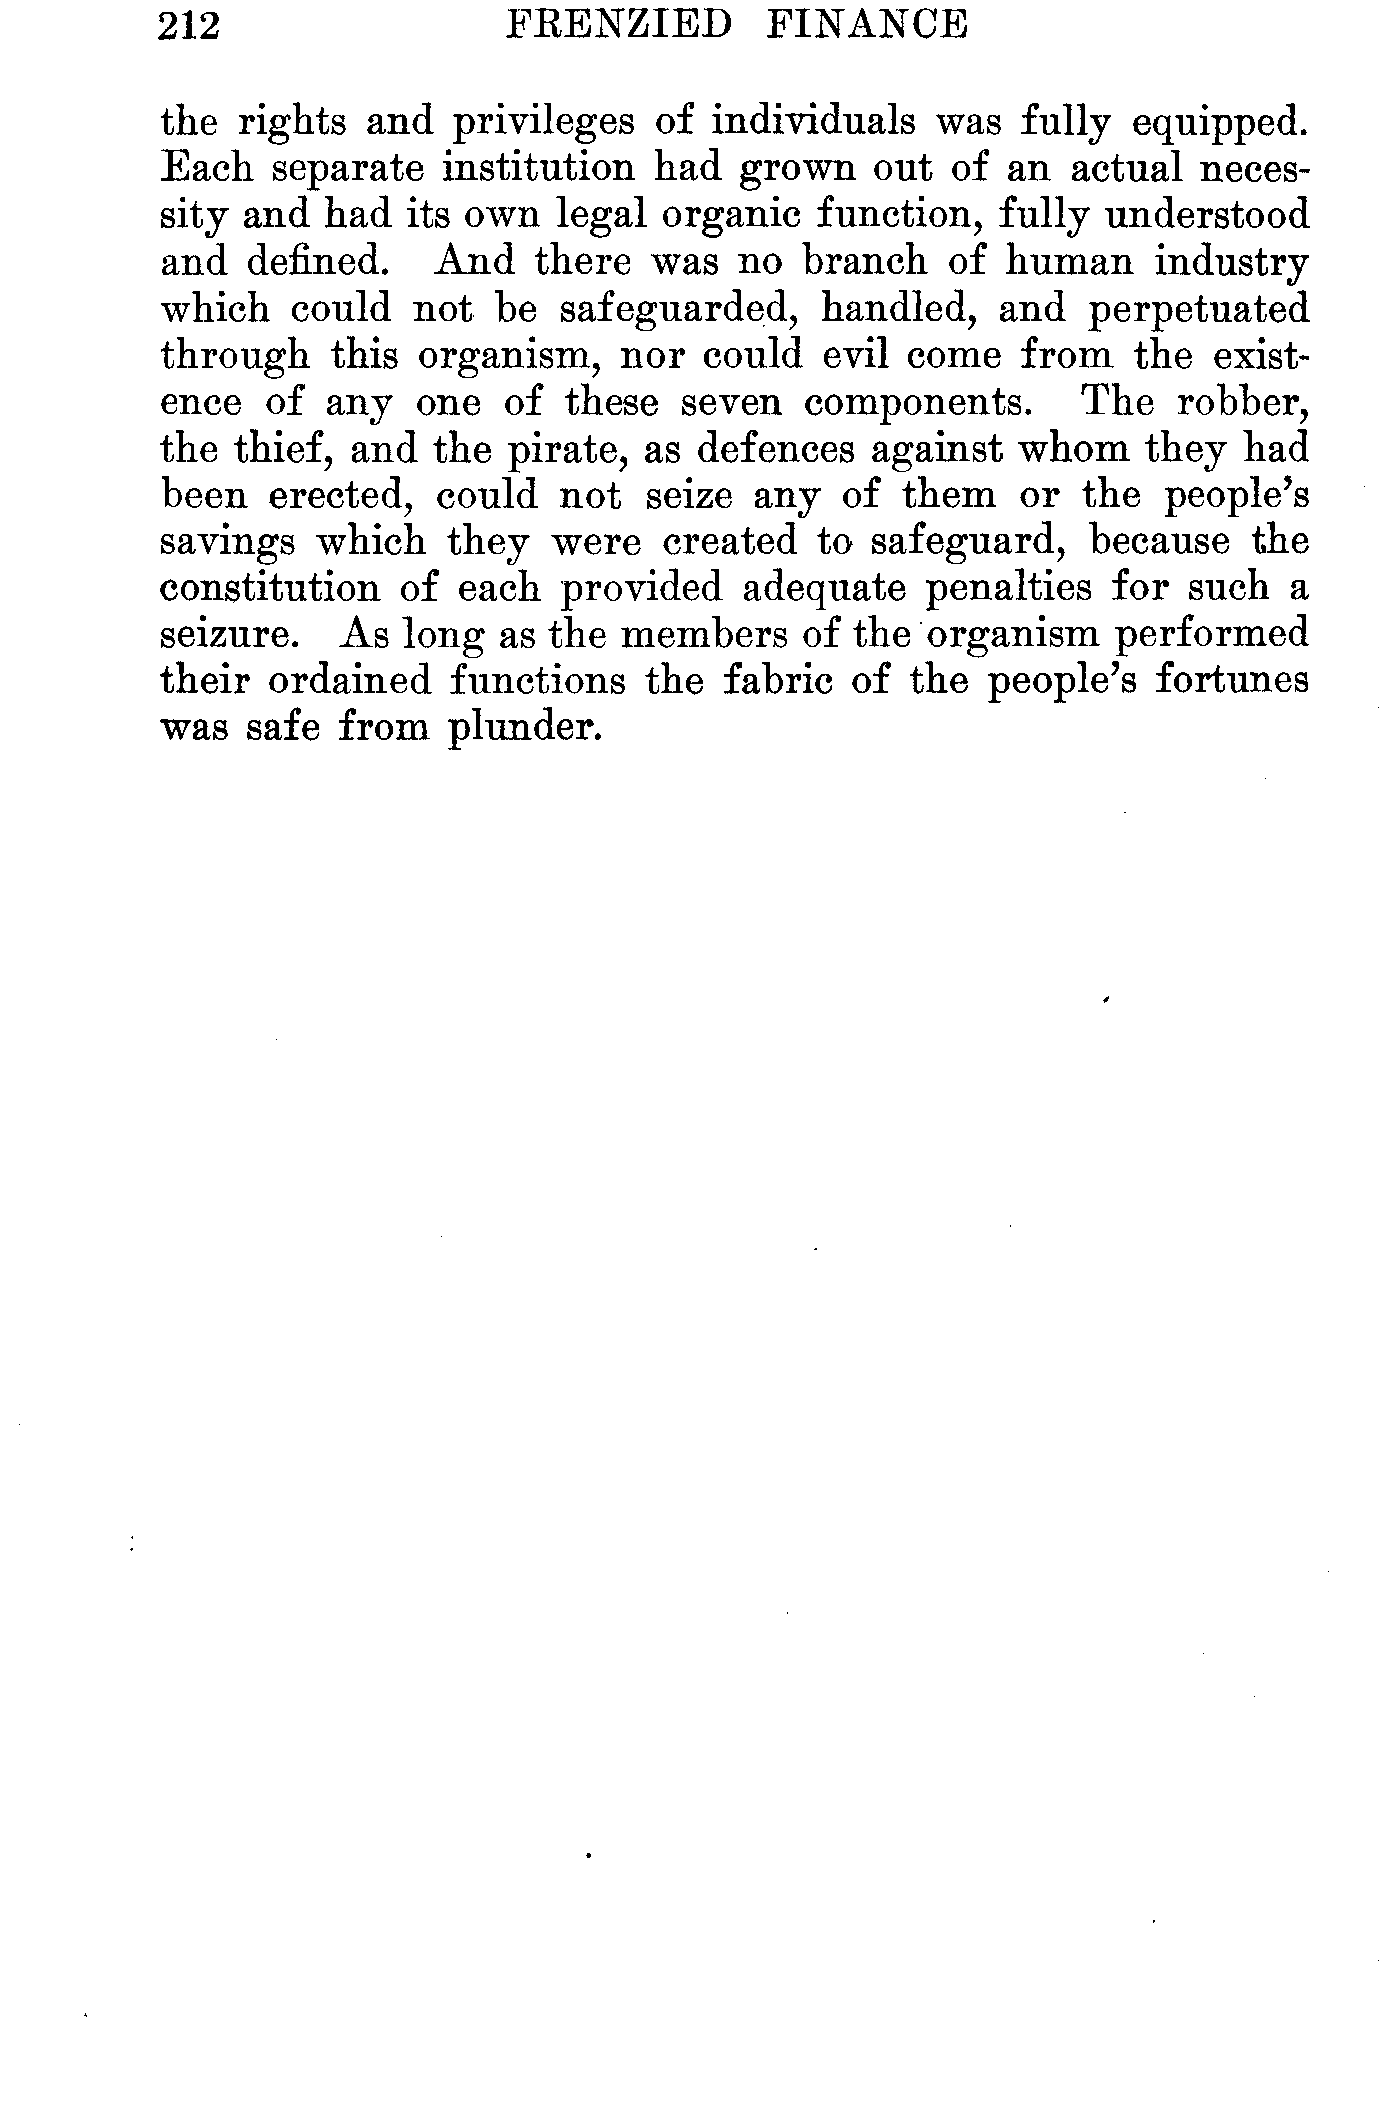 212 FRENZIED FINANCE
the rights and privileges of individuals was fully equipped.
Each separate institution had grown out of an actual neces-
sity and had its own legal organic function, fully understood
and defined. And there was no branch of human industry
which could not be safeguarded, handled, and perpetuated
through this organism, nor could evil come from the exist-
ence of any one of these seven components. The robber,
the thief, and the pirate, as defences against whom they had
been erected, could not seize any of them or the people's
savings which they were created to safeguard, because the
constitution of each provided adequate penalties for such a
seizure. As long as the members of the organism performed
their ordained functions the fabric of the people's fortunes
was safe from plunder.